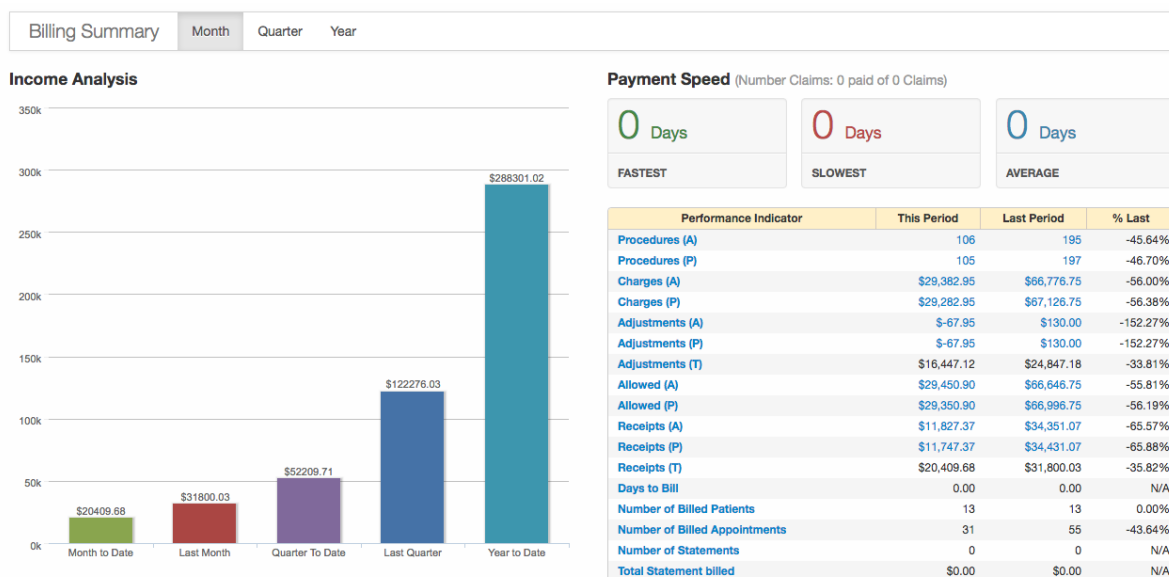 Billing Summary Month Quarter Year
Income Analysis
350k
300k
250k
200k
150k
100k
50k
0k
$20409.68
$31800.03
$52209.71
$122276.03
$288301.02
Month to Date Last Month Quarter To Date Last Quarter Year to Date
Payment Speed (Number Claims: 0 paid of 0 Claims)
0 Days
FASTEST
0 Days
SLOWEST
0 Days
AVERAGE
Performance Indicator This Period Last Period % Last
Procedures (A) 106 195 -45.64%
Procedures (P) 105 197 -46.70%
Charges (A) $29,382.95 $66,776.75 -56.00%
Charges (P) $29,282.95 $67,126.75 -56.38%
Adjustments (A) $-67.95 $130.00 -152.27%
Adjustments (P) $-67.95 $130.00 -152.27%
Adjustments (T) $16,447.12 $24,847.18 -33.81%
Allowed (A) $29,450.90 $66,646.75 -55.81%
Allowed (P) $29,350.90 $66,996.75 -56.19%
Receipts (A) $11,827.37 $34,351.07 -65.57%
Receipts (P) $11,747.37 $34,431.07 -65.88%
Receipts (T) $20,409.68 $31,800.03 -35.82%
Days to Bill 0.00 0.00 N/A
Number of Billed Patients 13 13 0.00%
Number of Billed Appointments 31 55 -43.64%
Number of Statements 0 0 N/A
Total Statement billed $0.00 $0.00 N/A